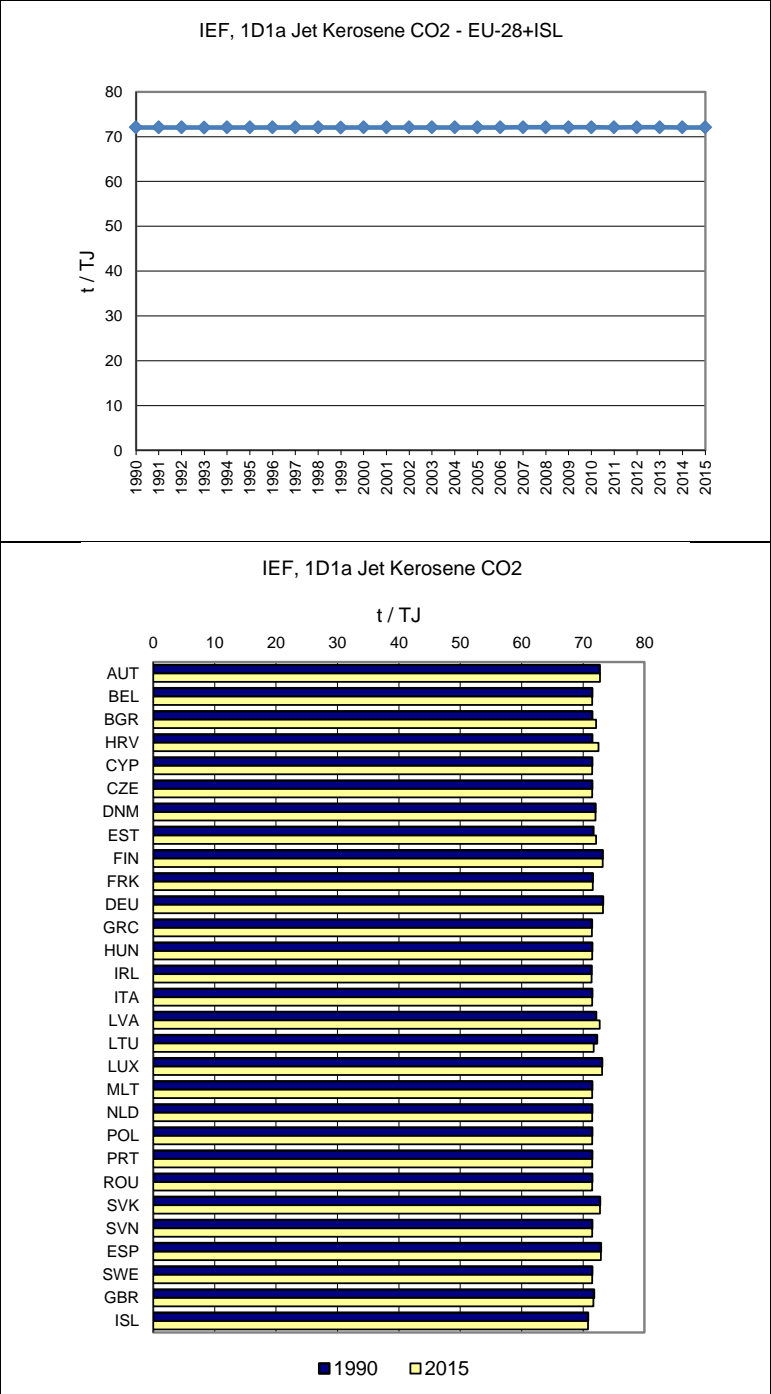 IEF, 1D1a Jet Kerosene CO2 - EU-28+ISL
80
70
60
50
40
30
20
10
0
t / TJ
1990 1991 1992 1993 1994 1995 1996 1997 1998 1999 2000 2001 2002 2003 2004 2005 2006 2007 2008 2009 2010 2011 2012 2013 2014 2015
IEF, 1D1a Jet Kerosene CO2
t / TJ
0 10 20 30 40 50 60 70 80
AUT
BEL
BGR
HRV
CYP
CZE
DNM
EST
FIN
FRK
DEU
GRC
HUN
IRL
ITA
LVA
LTU
LUX
MLT
NLD
POL
PRT
ROU
SVK
SVN
ESP
SWE
GBR
ISL
1990 2015